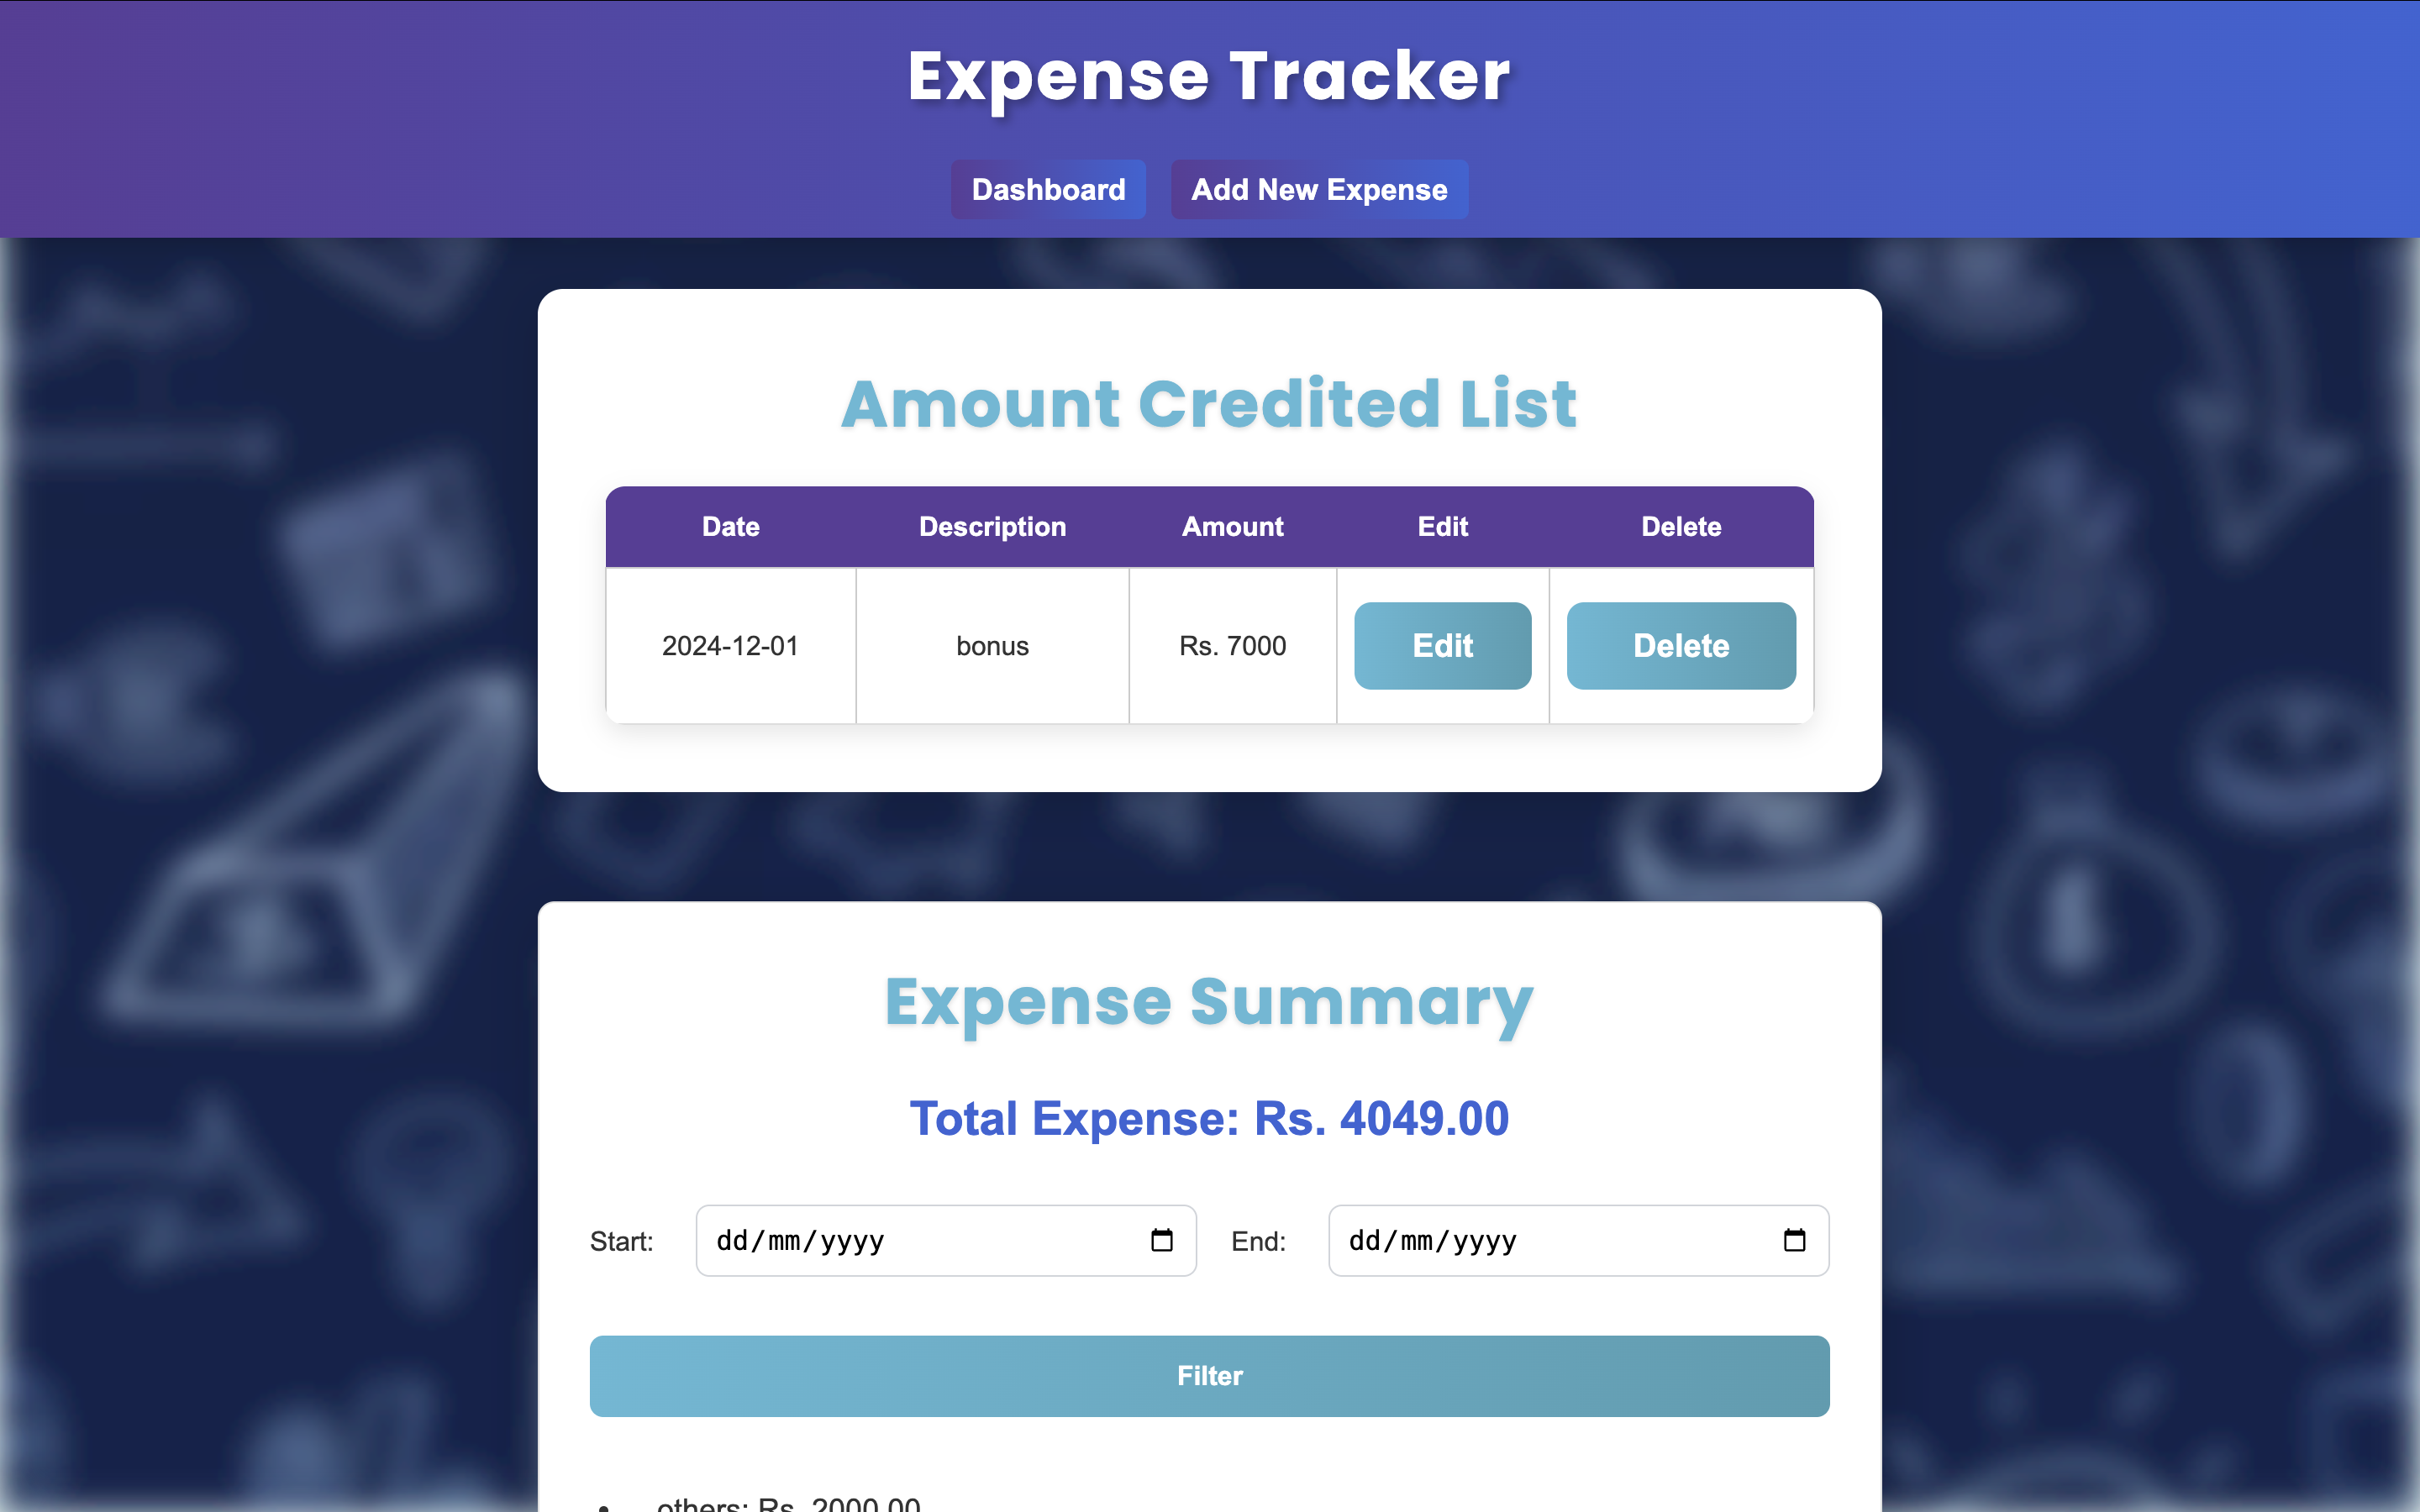 Expense Tracker
Dashboard Add New Expense
Amount Credited List
Date Description Amount Edit Delete
2024-12-01 bonus Rs. 7000 Edit Delete
Expense Summary
Total Expense: Rs. 4049.00
Start: dd/mm/yyyy End: dd/mm/yyyy
Filter
• others: Rs. 2000.00